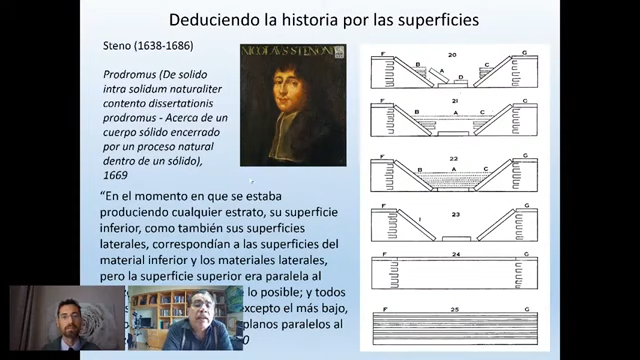 Deduciendo la historia por las superficies
Steno (1638-1686)
Prodromus (De solido
intra solidum naturaliter
contento dissertationis
prodromus - Acerca de un
cuerpo sólido encerrado
por un proceso natural
dentro de un sólido),
1669
"En el momento en que se estaba
produciendo cualquier estrato, su superficie
inferior, como también sus superficies
laterales, correspondían a las superficies del
material inferior y los materiales laterales,
pero la superficie superior era paralela al
lo posible; y todos
excepto el más bajo,
planos paralelos al
0
NICOLAVS·STENONI
F 20 G
B A C
D
F 21 G
B A C
F 22 G
B A C
F 23 G
F 24 G
25